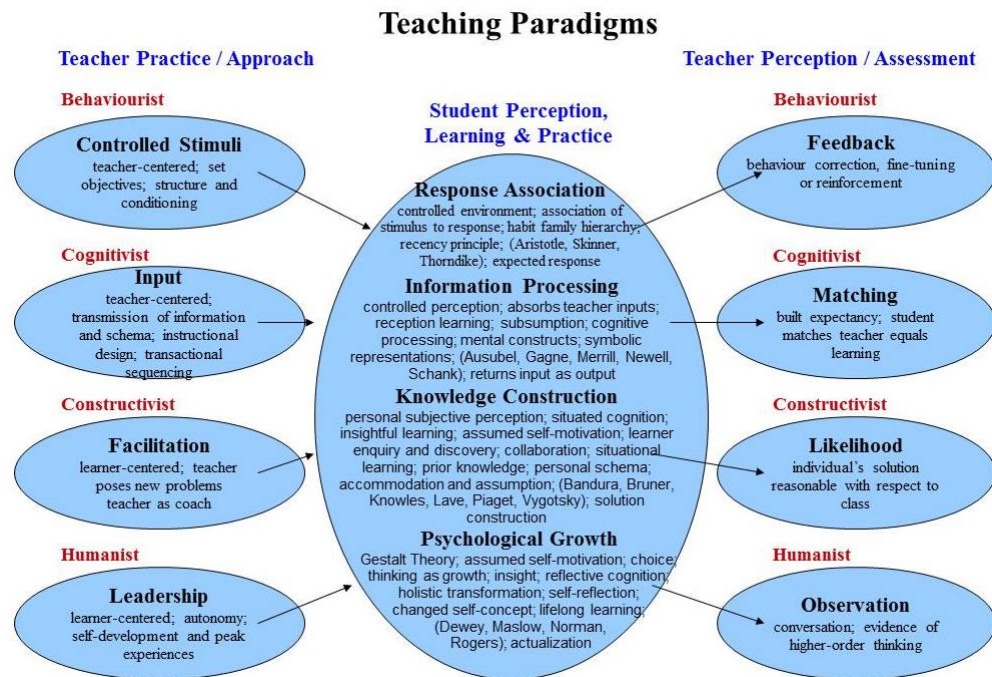 Teaching Paradigms
Teacher Practice / Approach
Behaviourist
Controlled Stimuli
teacher-centered; set
objectives; structure and
conditioning
Cognitivist
Input
teacher-centered;
transmission of information
and schema; instructional
design; transactional
sequencing
Constructivist
Facilitation
learner-centered; teacher
poses new problems
teacher as coach
Humanist
Leadership
learner-centered; autonomy;
self-development and peak
experiences
Student Perception,
Learning & Practice
Response Association
controlled environment; association of
stimulus to response; habit family hierarchy;
recency principle; (Aristotle, Skinner,
Thorndike); expected response
Information Processing
controlled perception; absorbs teacher inputs;
reception learning; subsumption; cognitive
processing; mental constructs; symbolic
representations; (Ausubel, Gagne, Merrill, Newell,
Schank); returns input as output
Knowledge Construction
personal subjective perception; situated cognition;
insightful learning; assumed self-motivation; learner
enquiry and discovery; collaboration; situational
learning; prior knowledge; personal schema;
accommodation and assumption; (Bandura, Bruner,
Knowles, Lave, Piaget, Vygotsky); solution
construction
Psychological Growth
Gestalt Theory; assumed self-motivation; choice;
thinking as growth; insight; reflective cognition;
holistic transformation; self-reflection;
changed self-concept; lifelong learning;
(Dewey, Maslow, Norman,
Rogers); actualization
Teacher Perception / Assessment
Behaviourist
Feedback
behaviour correction, fine-tuning
or reinforcement
Cognitivist
Matching
built expectancy; student
matches teacher equals
learning
Constructivist
Likelihood
individual's solution
reasonable with respect to
class
Humanist
Observation
conversation; evidence of
higher-order thinking